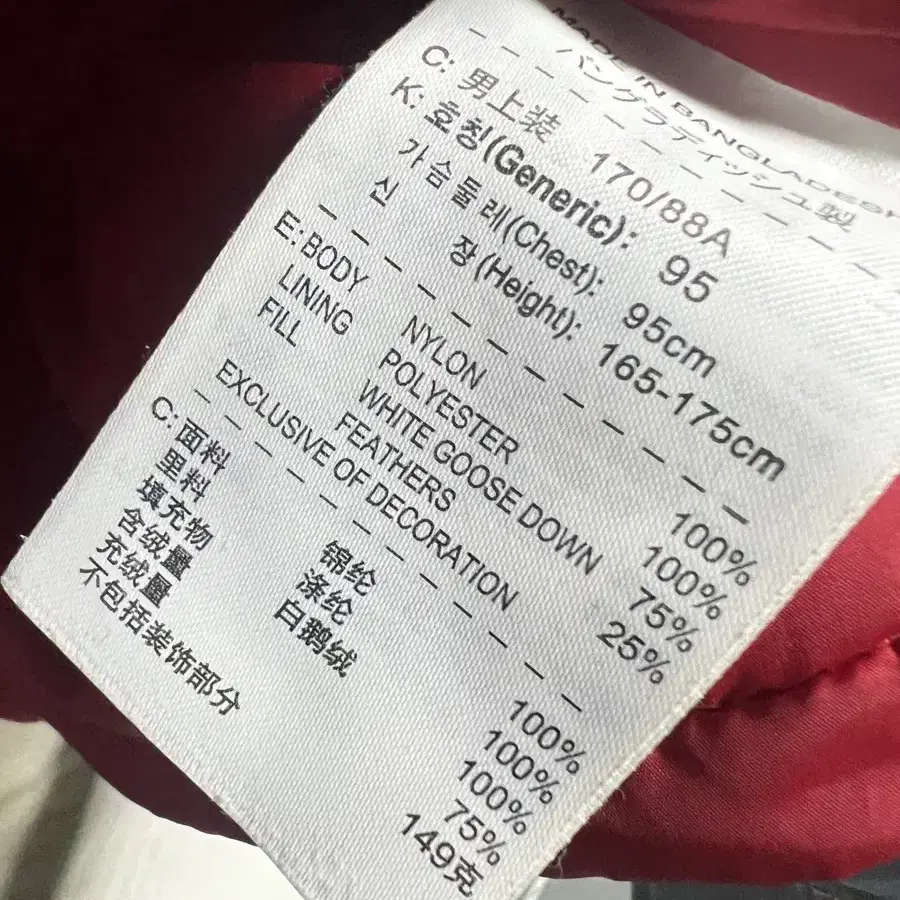 MADE IN BANGLADESH
バングラディッシュ製
C: 男上装 170/88A
K: 호칭(Generic): 95
가슴둘레(Chest): 95cm
신 장 (Height): 165-175cm
E: BODY NYLON 100%
LINING POLYESTER 100%
FILL WHITE GOOSE DOWN 75%
FEATHERS 25%
EXCLUSIVE OF DECORATION
C: 面料 锦纶 100%
里料 涤纶 100%
填充物 白鹅绒 100%
含绒量 75%
充绒量 149克
不包括装饰部分